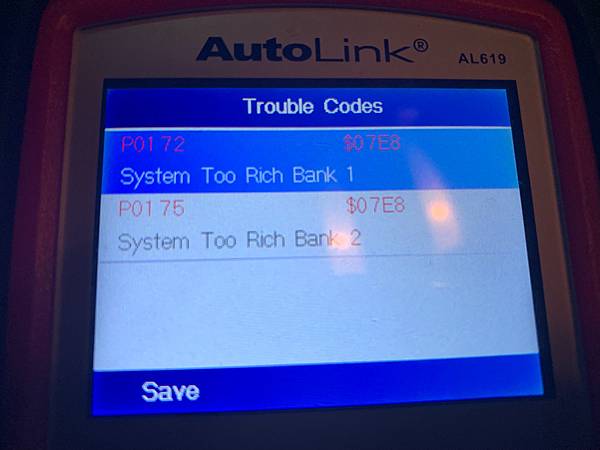 AutoLink® AL619
Trouble Codes
P0172 $07E8
System Too Rich Bank 1
P0175 $07E8
System Too Rich Bank 2
Save